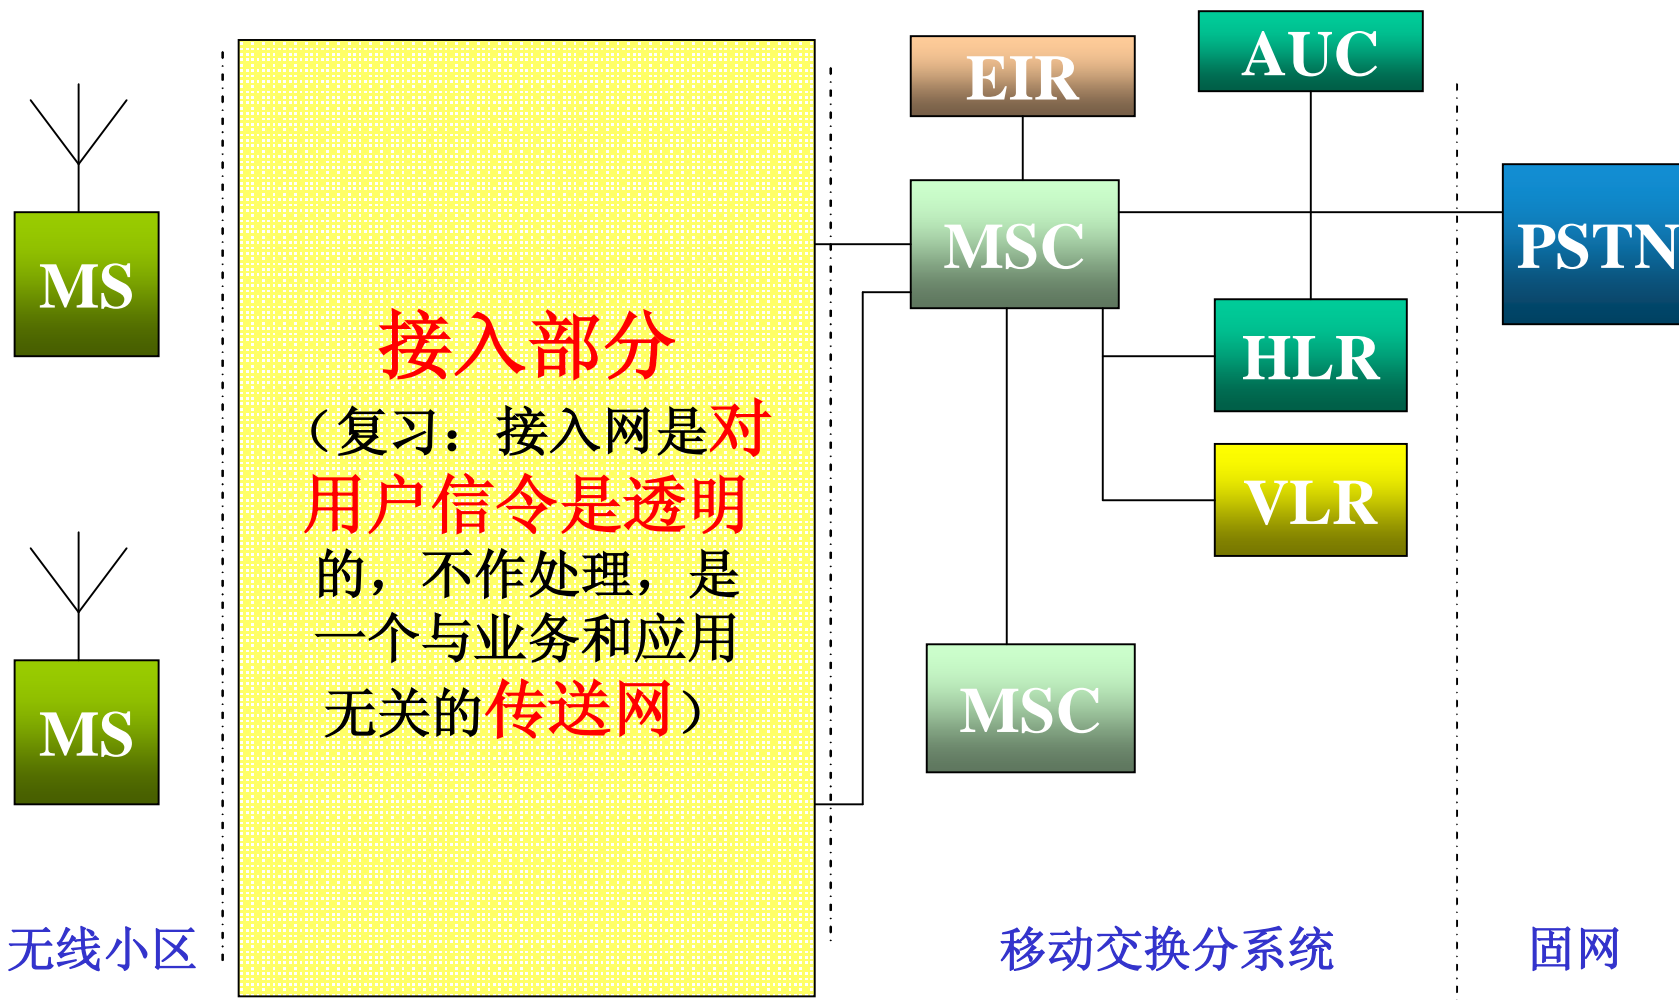 MS
MS
接入部分
（复习：接入网是对
用户信令是透明
的，不作处理，是
一个与业务和应用
无关的传送网）
EIR
AUC
MSC
PSTN
HLR
VLR
MSC
无线小区
移动交换分系统
固网